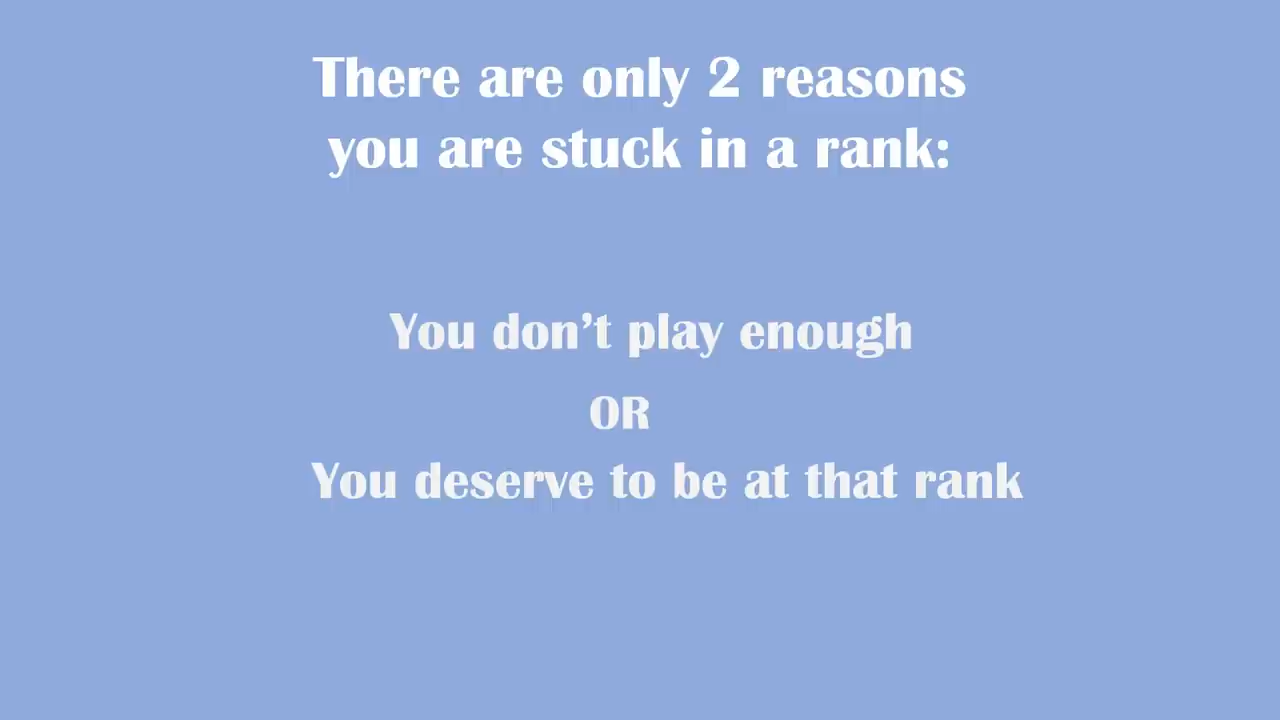 There are only 2 reasons
you are stuck in a rank:
You don’t play enough
OR
You deserve to be at that rank